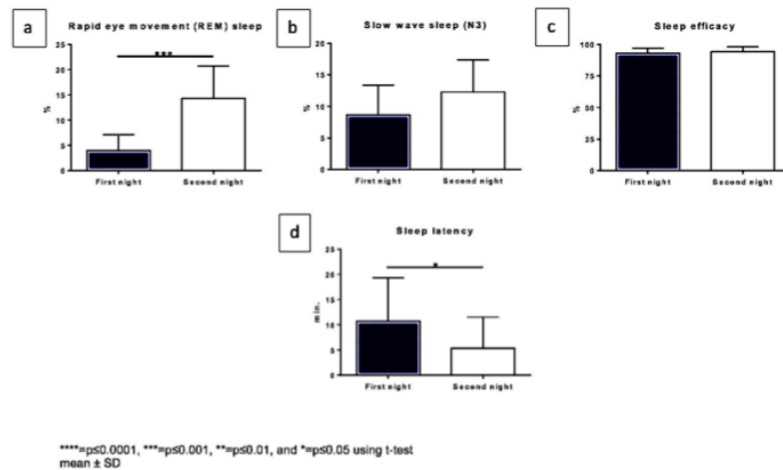 a
Rapid eye movement (REM) sleep
25
20
15
10
5
0
%
***
First night
Second night
b
Slow wave sleep (N3)
20
15
10
5
0
%
First night
Second night
c
Sleep efficacy
100
75
50
25
0
%
First night
Second night
d
Sleep latency
25
20
15
10
5
0
min.
*
First night
Second night
****=p≤0.0001, ***=p≤0.001, **=p≤0.01, and *=p≤0.05 using t-test
mean ± SD